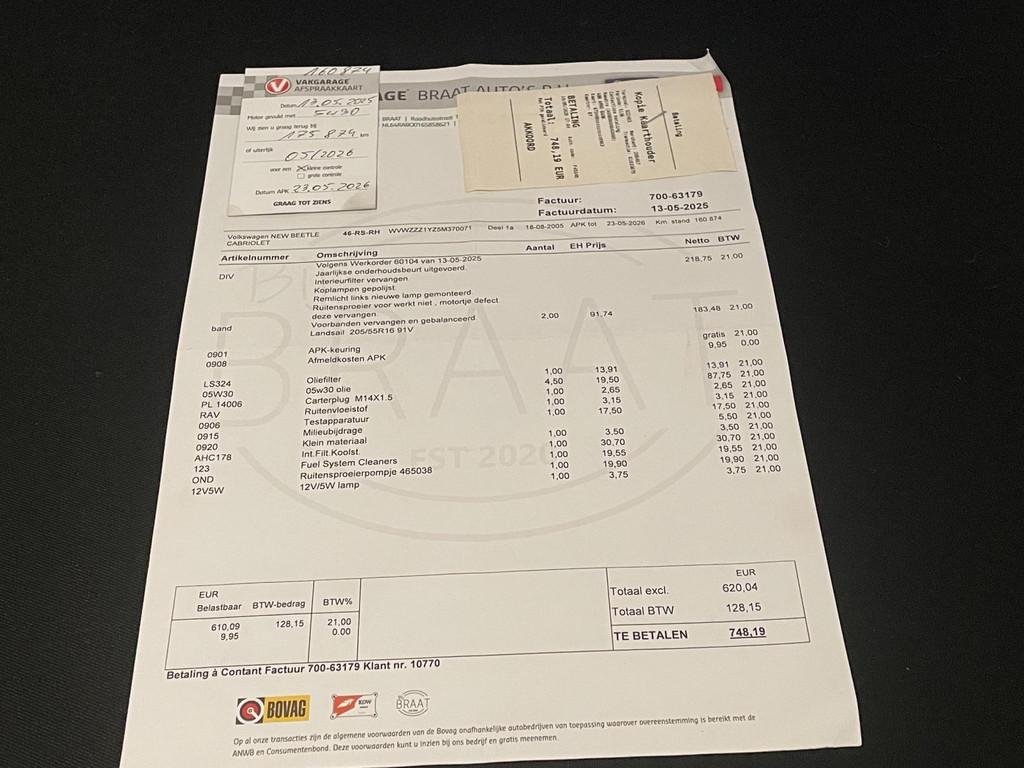 160874
VAKGARAGE
AFSPRAAKKAART
Datum 13.05.2025
Motor gevuld met 5w30
Wij zien u graag terug bij
175 874 km
of uiterlijk
05/2026
voor een kleine controle
grote controle
Datum APK 23.05.2026
GRAAG TOT ZIENS
AGE BRAAT AUTO'S B.V.
BRAAT | Raadhuisstraat
NL64RABO0165858621 |
Betaling
Kopie Kaarthouder
BETALING
Totaal: 748,19 EUR
AKKOORD
Factuur: 700-63179
Factuurdatum: 13-05-2025
Volkswagen NEW BEETLE CABRIOLET 46-RS-RH WVWZZZ1YZ5M370071 Deel 1a 18-08-2005 APK tot 23-05-2026 Km. stand 160 874
Artikelnummer Omschrijving Aantal EH Prijs Netto BTW
Volgens Werkorder 60104 van 13-05-2025
DIV Jaarlijkse onderhoudsbeurt uitgevoerd. 218,75 21,00
Interieurfilter vervangen
Koplampen gepolijst.
Remlicht links nieuwe lamp gemonteerd.
Ruitensproeier voor werkt niet , motortje defect.
deze vervangen.
band Voorbanden vervangen en gebalanceerd. 2,00 91,74 183,48 21,00
Landsail 205/55R16 91V
0901 APK-keuring gratis 21,00
0908 Afmeldkosten APK 9,95 0,00
LS324 Oliefilter 1,00 13,91 13,91 21,00
05W30 05w30 olie 4,50 19,50 87,75 21,00
PL 14006 Carterplug M14X1.5 1,00 2,65 2,65 21,00
RAV Ruitenvloeistof 1,00 3,15 3,15 21,00
0906 Testapparatuur 1,00 17,50 17,50 21,00
0915 Milieubijdrage 5,50 21,00
0920 Klein materiaal 1,00 3,50 3,50 21,00
AHC178 Int.Filt.Koolst. 1,00 30,70 30,70 21,00
123 Fuel System Cleaners 1,00 19,55 19,55 21,00
OND Ruitensproeierpompje 465038 1,00 19,90 19,90 21,00
12V5W 12V/5W lamp 1,00 3,75 3,75 21,00
BRAAT
EST 2020
EUR
Belastbaar BTW-bedrag BTW%
610,09 128,15 21,00
9,95 0.00
EUR
Totaal excl. 620,04
Totaal BTW 128,15
TE BETALEN 748,19
Betaling à Contant Factuur 700-63179 Klant nr. 10770
BOVAG
RDW
BRAAT
Op al onze transacties zijn de algemene voorwaarden van de Bovag onafhankelijke autobedrijven van toepassing waarover overeenstemming is bereikt met de
ANWB en Consumentenbond. Deze voorwaarden kunt u inzien bij ons bedrijf en gratis meenemen.